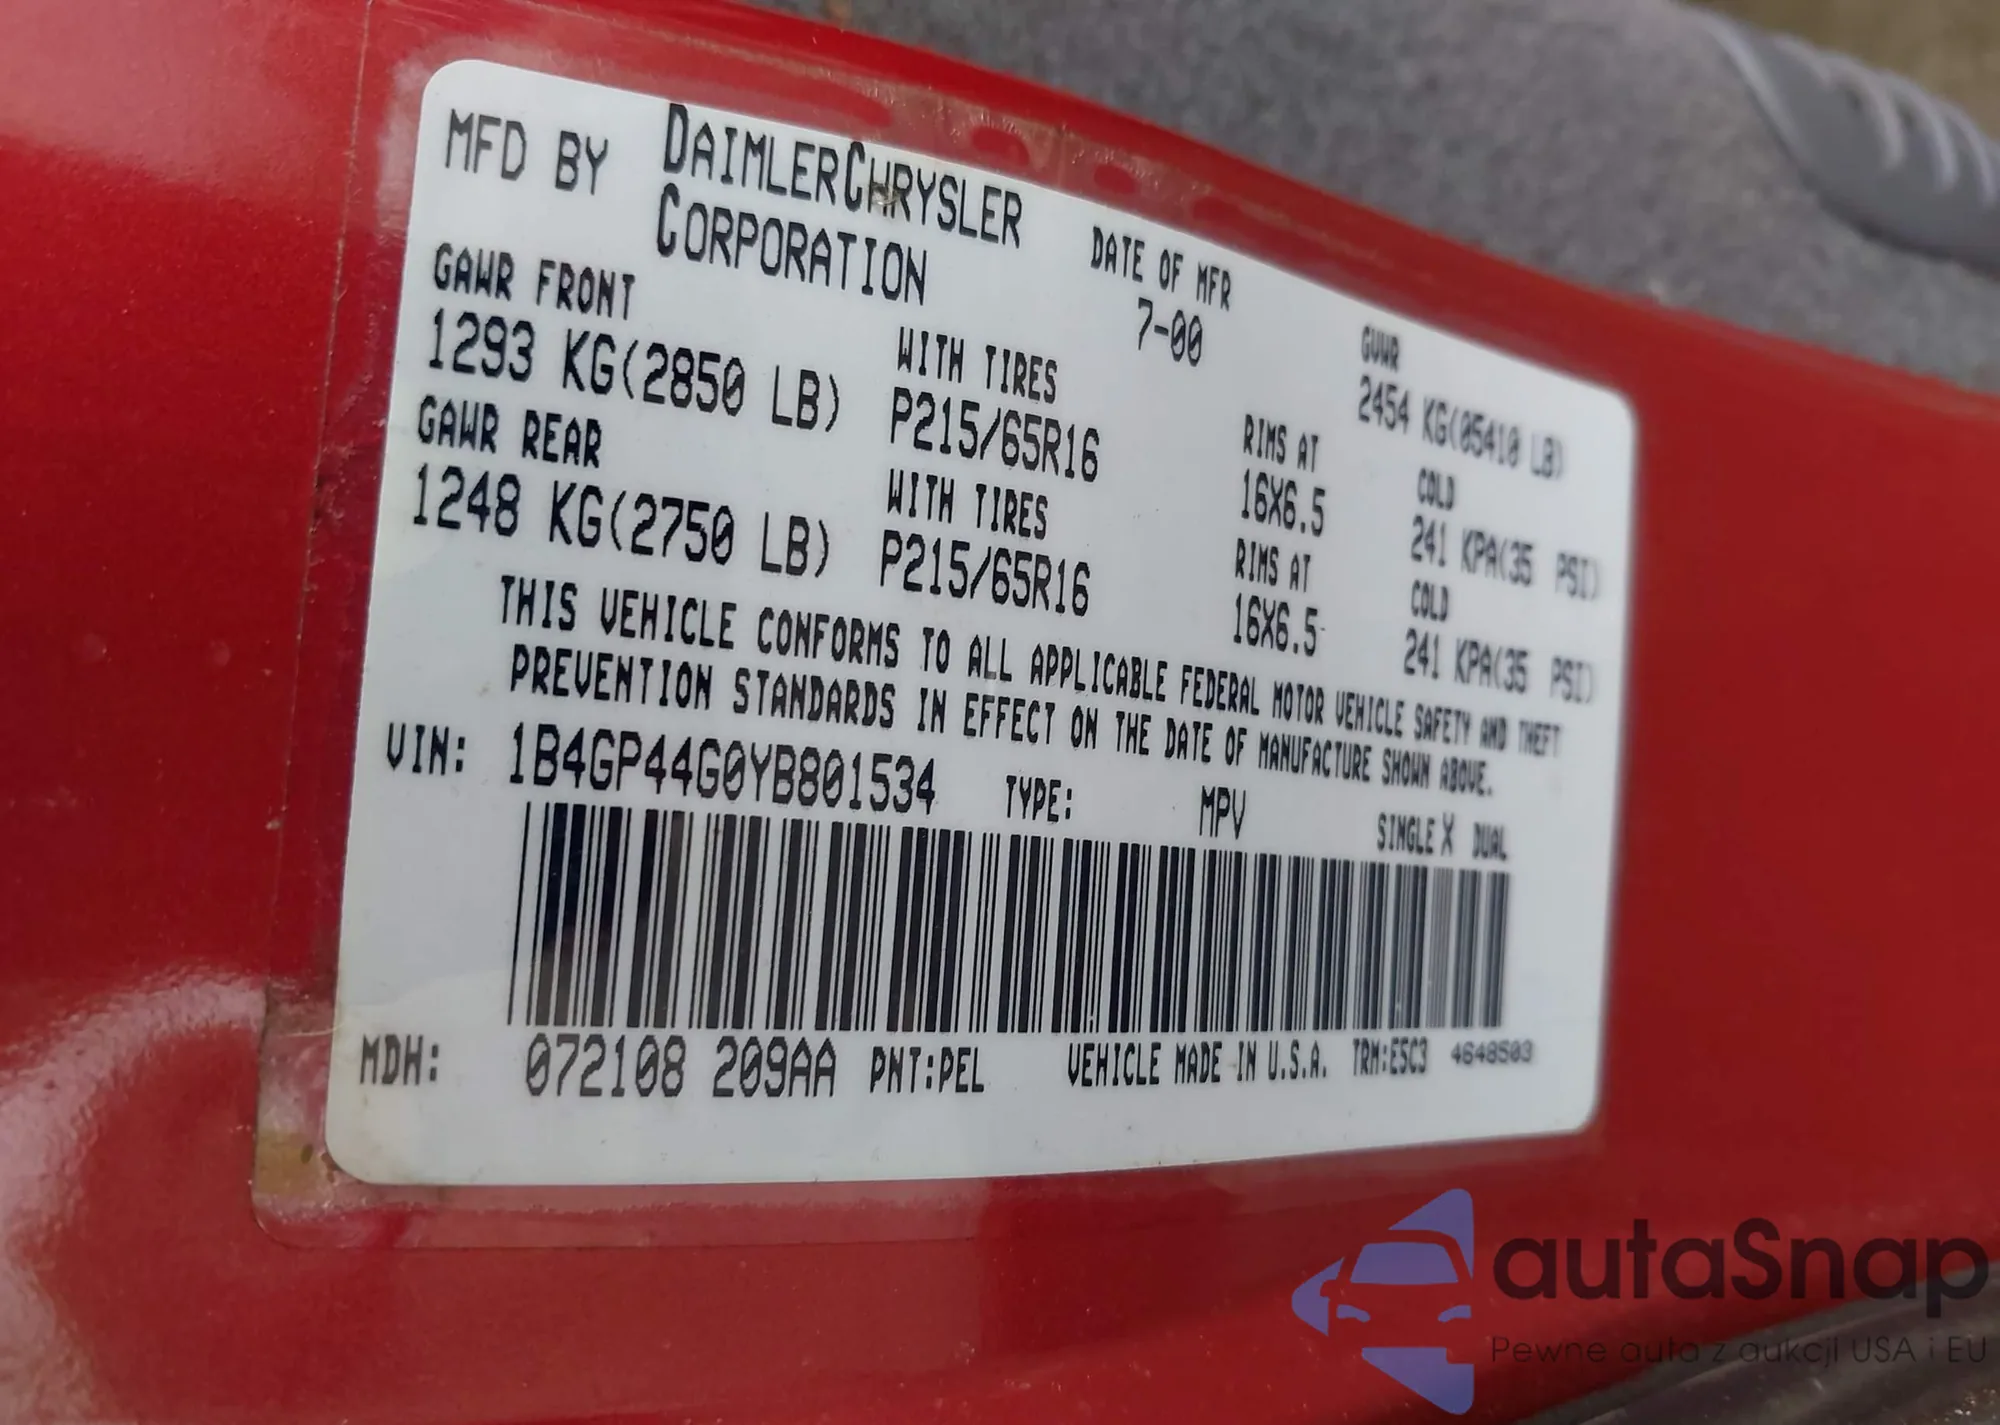 MFD BY DAIMLERCHRYSLER CORPORATION
DATE OF MFR 7-00
GVWR 2454 KG(05410 LB)
GAWR FRONT WITH TIRES RIMS AT COLD
1293 KG(2850 LB) P215/65R16 16X6.5 241 KPA(35 PSI)
GAWR REAR WITH TIRES RIMS AT COLD
1248 KG(2750 LB) P215/65R16 16X6.5 241 KPA(35 PSI)
THIS VEHICLE CONFORMS TO ALL APPLICABLE FEDERAL MOTOR VEHICLE SAFETY AND THEFT
PREVENTION STANDARDS IN EFFECT ON THE DATE OF MANUFACTURE SHOWN ABOVE.
VIN: 1B4GP44G0YB801534 TYPE: MPV SINGLE X DUAL
MDH: 072108 209AA PNT:PEL VEHICLE MADE IN U.S.A. TRM:E5C3 4648503
autaSnap
Pewne auta z aukcji USA i EU